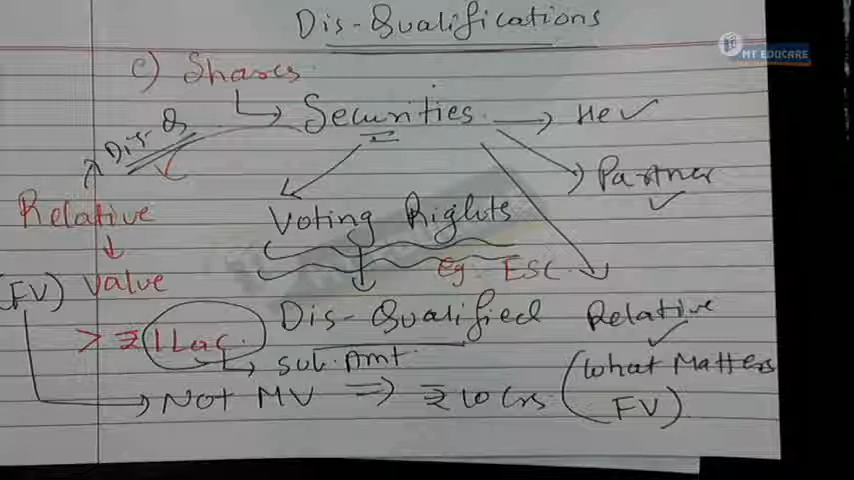 Dis-Qualifications
MT EDUCARE
c) Shares
Securities → He ✓
Dis-Q
Partner ✓
Relative
Voting Rights
Eg. ESC
(FV) Value
Dis-Qualified
Relative ✓
> ₹ 1 Lac.
Sub. Amt.
(What Matters
Not MV ⇒ ₹ 10 Crs
FV)